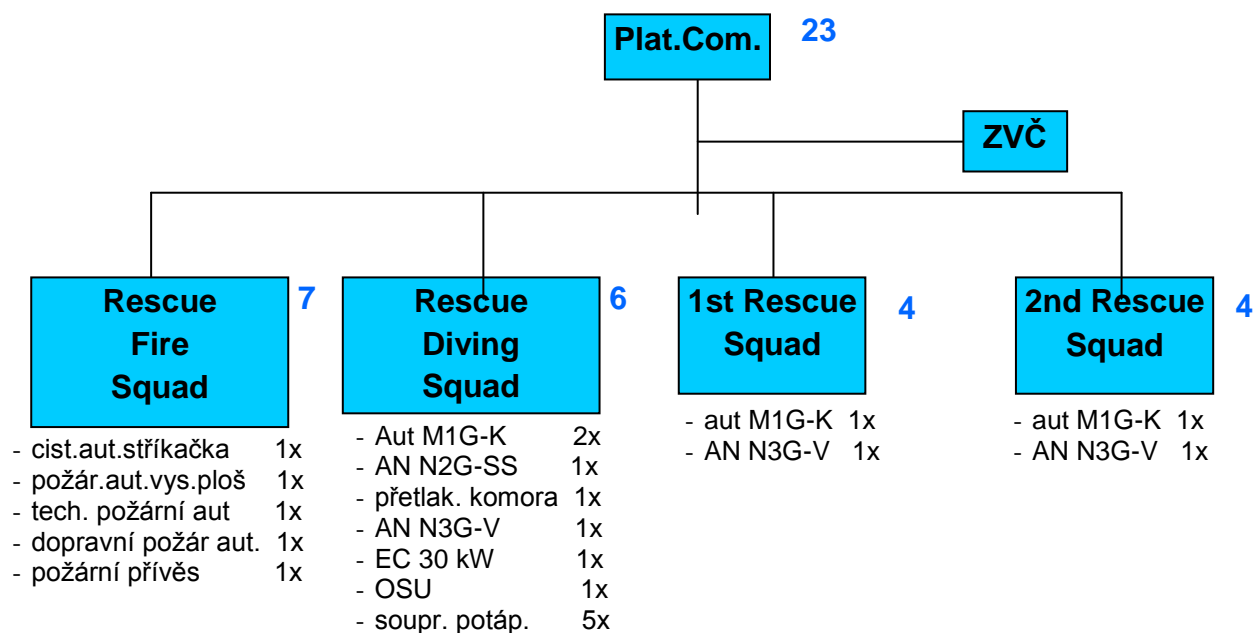 Plat.Com. 23
ZVČ
Rescue
Fire
Squad
7
- cist.aut.stříkačka 1x
- požár.aut.vys.ploš 1x
- tech. požární aut 1x
- dopravní požár aut. 1x
- požární přívěs 1x
Rescue
Diving
Squad
6
- Aut M1G-K 2x
- AN N2G-SS 1x
- přetlak. komora 1x
- AN N3G-V 1x
- EC 30 kW 1x
- OSU 1x
- soupr. potáp. 5x
1st Rescue
Squad
4
- aut M1G-K 1x
- AN N3G-V 1x
2nd Rescue
Squad
4
- aut M1G-K 1x
- AN N3G-V 1x